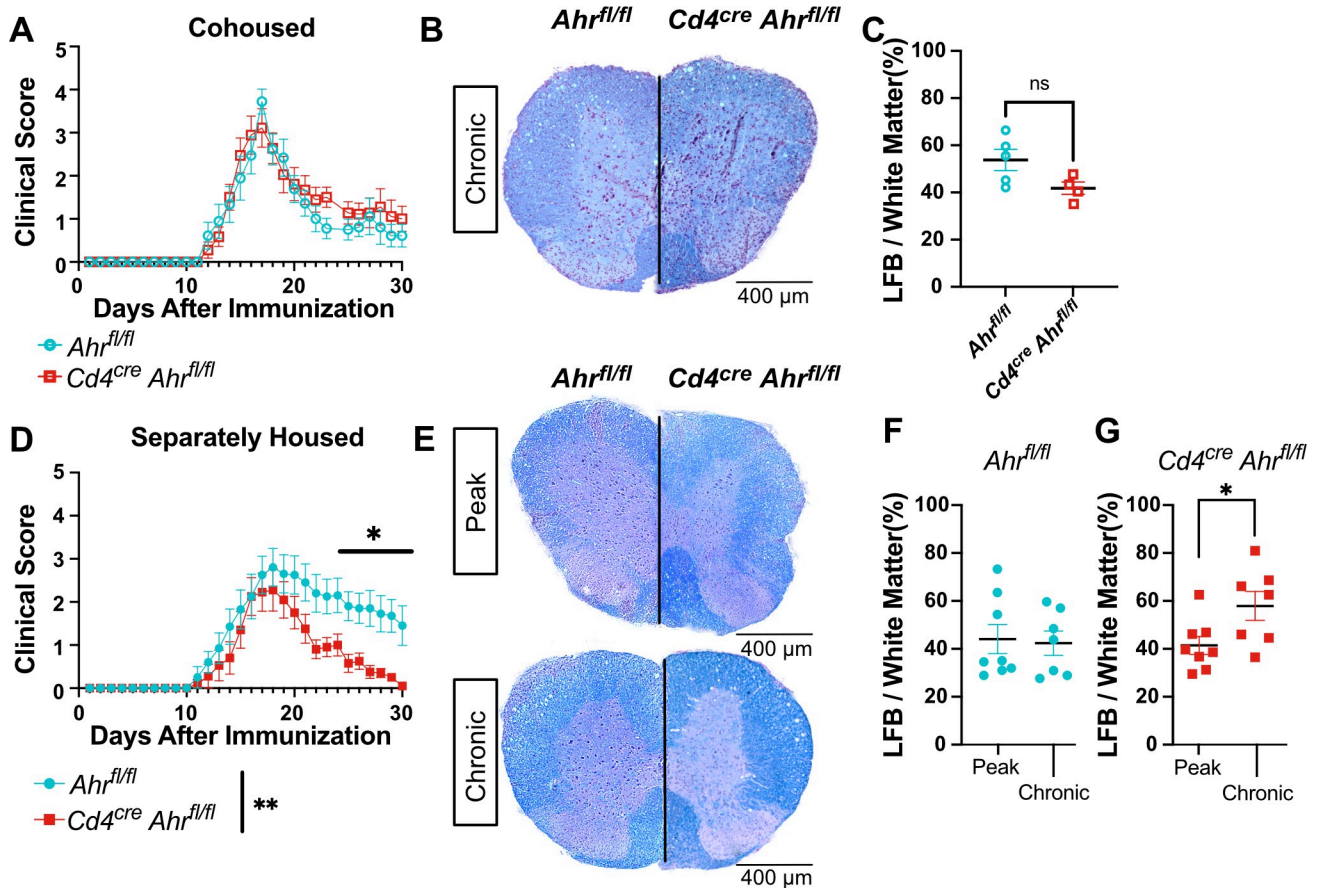 A
Cohoused
Clinical Score
5
4
3
2
1
0
0
10
20
30
Days After Immunization
Ahrfl/fl
Cd4cre Ahrfl/fl
B
Ahrfl/fl
Cd4cre Ahrfl/fl
Chronic
400 µm
C
LFB / White Matter(%)
100
80
60
40
20
0
ns
Ahrfl/fl
Cd4cre Ahrfl/fl
D
Separately Housed
Clinical Score
5
4
3
2
1
0
*
0
10
20
30
Days After Immunization
Ahrfl/fl
Cd4cre Ahrfl/fl
**
E
Ahrfl/fl
Cd4cre Ahrfl/fl
Peak
400 µm
Chronic
400 µm
F
Ahrfl/fl
LFB / White Matter(%)
100
80
60
40
20
0
Peak
Chronic
G
Cd4cre Ahrfl/fl
*
LFB / White Matter(%)
100
80
60
40
20
0
Peak
Chronic